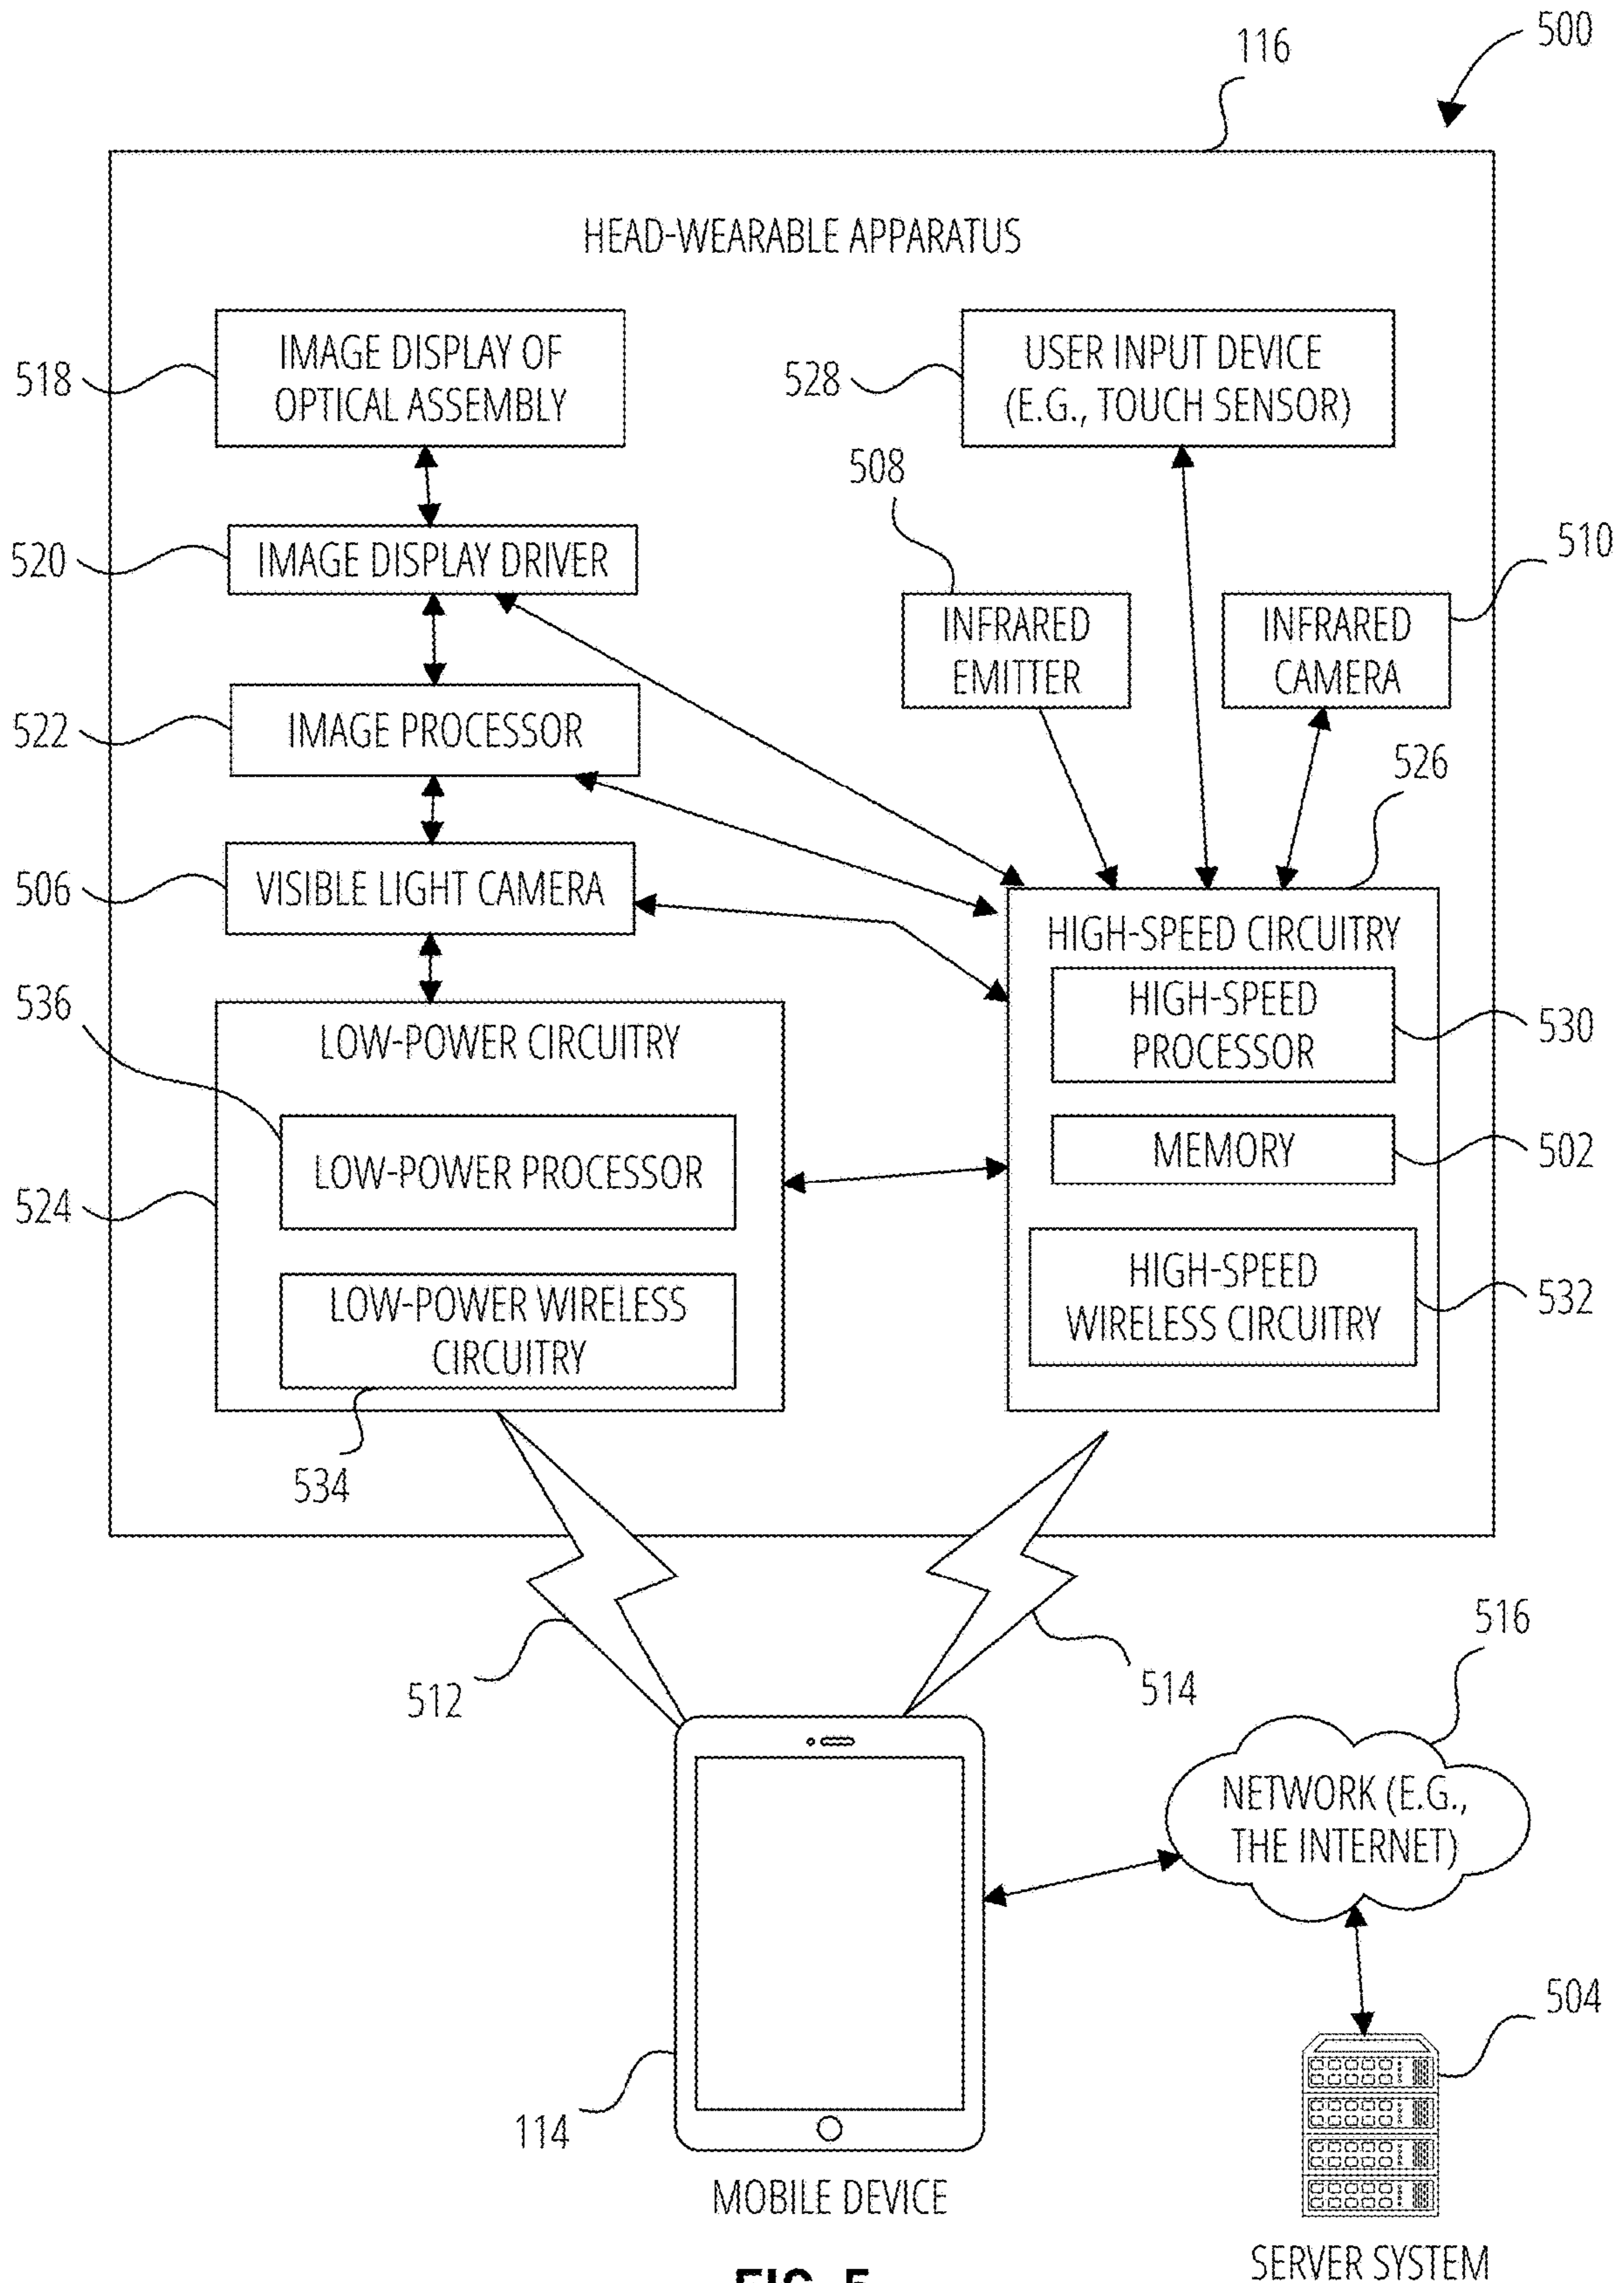 500
116
HEAD-WEARABLE APPARATUS
518
IMAGE DISPLAY OF
OPTICAL ASSEMBLY
528
USER INPUT DEVICE
(E.G., TOUCH SENSOR)
508
510
520
IMAGE DISPLAY DRIVER
INFRARED
EMITTER
INFRARED
CAMERA
522
IMAGE PROCESSOR
526
506
VISIBLE LIGHT CAMERA
HIGH-SPEED CIRCUITRY
HIGH-SPEED
PROCESSOR
530
536
LOW-POWER CIRCUITRY
MEMORY
502
LOW-POWER PROCESSOR
524
HIGH-SPEED
WIRELESS CIRCUITRY
532
LOW-POWER WIRELESS
CIRCUITRY
534
512
514
516
NETWORK (E.G.,
THE INTERNET)
504
114
MOBILE DEVICE
SERVER SYSTEM
FIG. 5